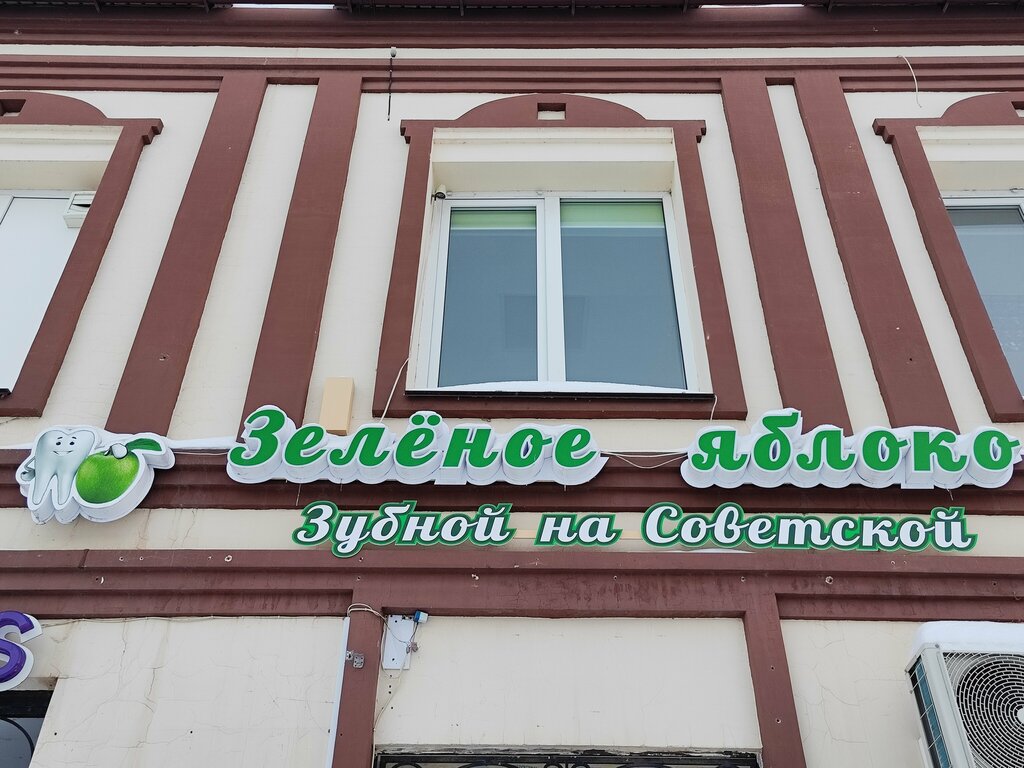 Зелёное яблоко
Зубной на Советской
S